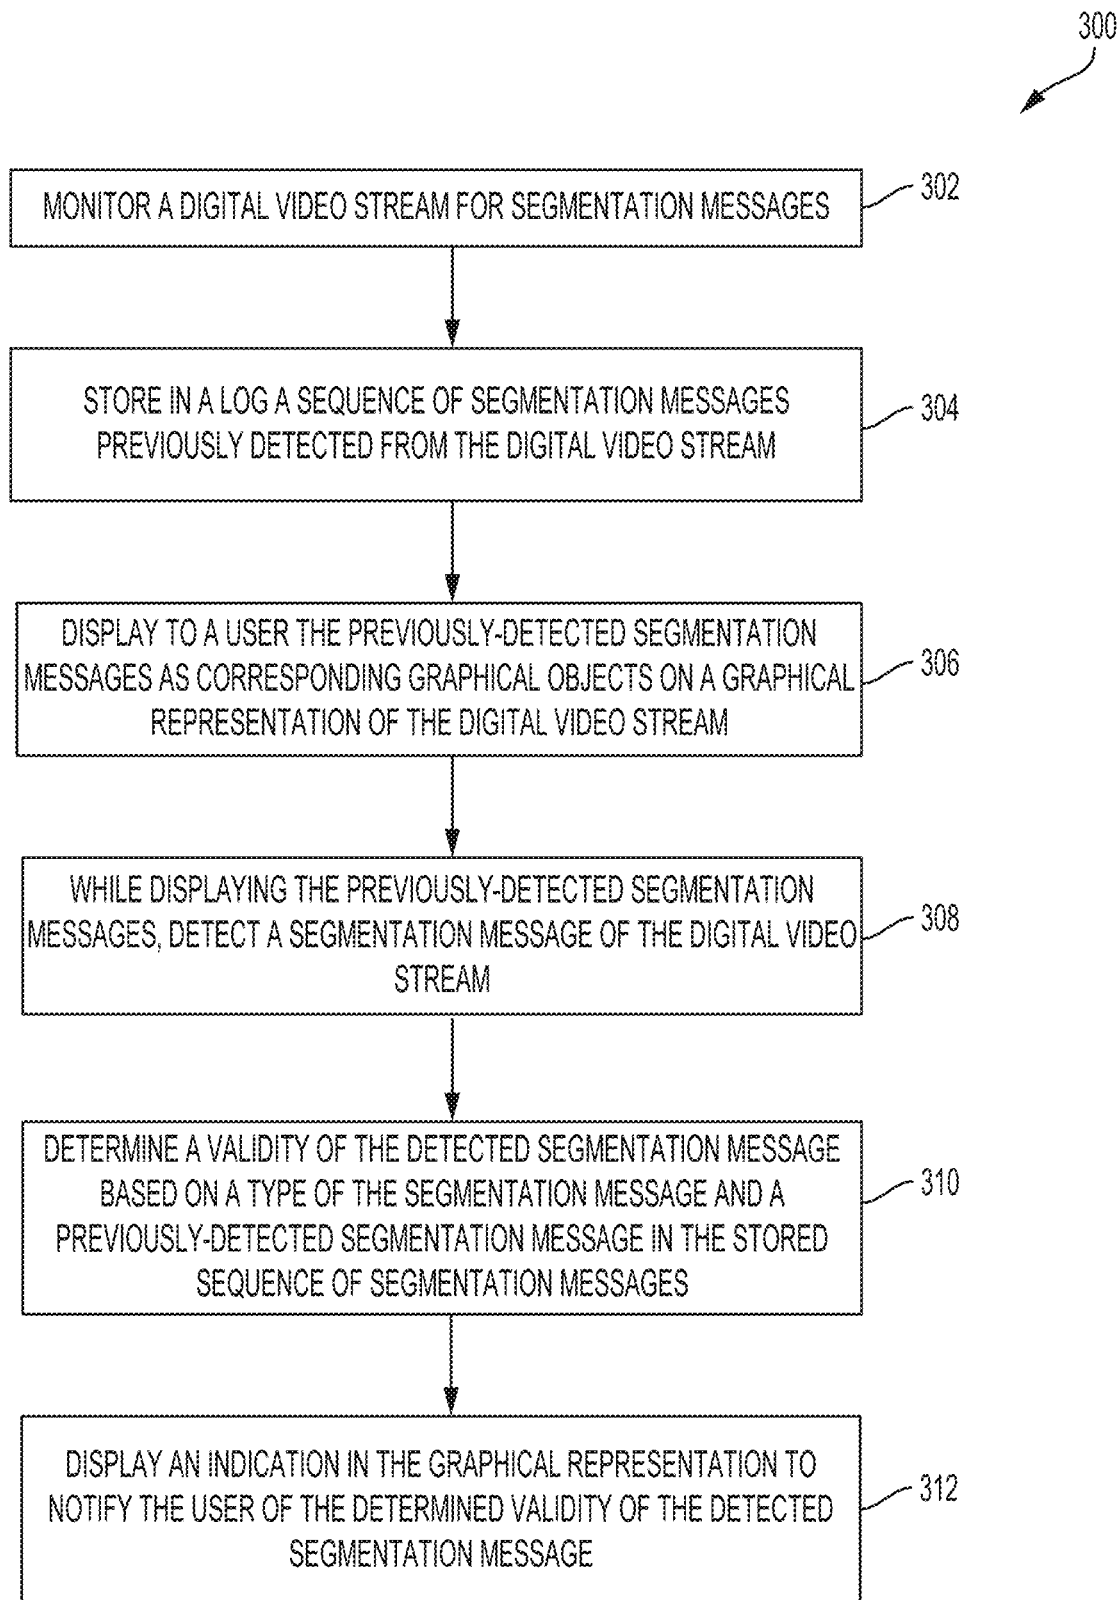 300
MONITOR A DIGITAL VIDEO STREAM FOR SEGMENTATION MESSAGES
302
STORE IN A LOG A SEQUENCE OF SEGMENTATION MESSAGES
PREVIOUSLY DETECTED FROM THE DIGITAL VIDEO STREAM
304
DISPLAY TO A USER THE PREVIOUSLY-DETECTED SEGMENTATION
MESSAGES AS CORRESPONDING GRAPHICAL OBJECTS ON A GRAPHICAL
REPRESENTATION OF THE DIGITAL VIDEO STREAM
306
WHILE DISPLAYING THE PREVIOUSLY-DETECTED SEGMENTATION
MESSAGES, DETECT A SEGMENTATION MESSAGE OF THE DIGITAL VIDEO
STREAM
308
DETERMINE A VALIDITY OF THE DETECTED SEGMENTATION MESSAGE
BASED ON A TYPE OF THE SEGMENTATION MESSAGE AND A
PREVIOUSLY-DETECTED SEGMENTATION MESSAGE IN THE STORED
SEQUENCE OF SEGMENTATION MESSAGES
310
DISPLAY AN INDICATION IN THE GRAPHICAL REPRESENTATION TO
NOTIFY THE USER OF THE DETERMINED VALIDITY OF THE DETECTED
SEGMENTATION MESSAGE
312